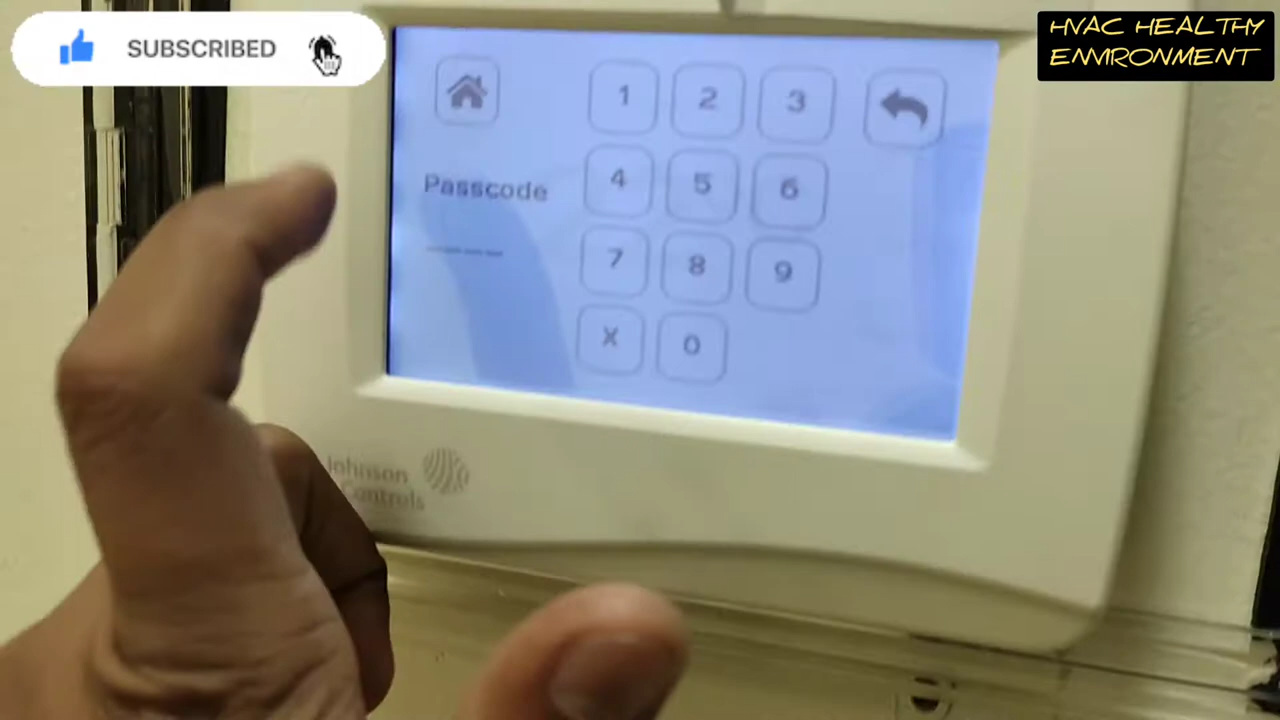 SUBSCRIBED
HVAC HEALTHY
ENVIRONMENT
1 2 3
Passcode
4 5 6
7 8 9
X 0
Johnson
Controls